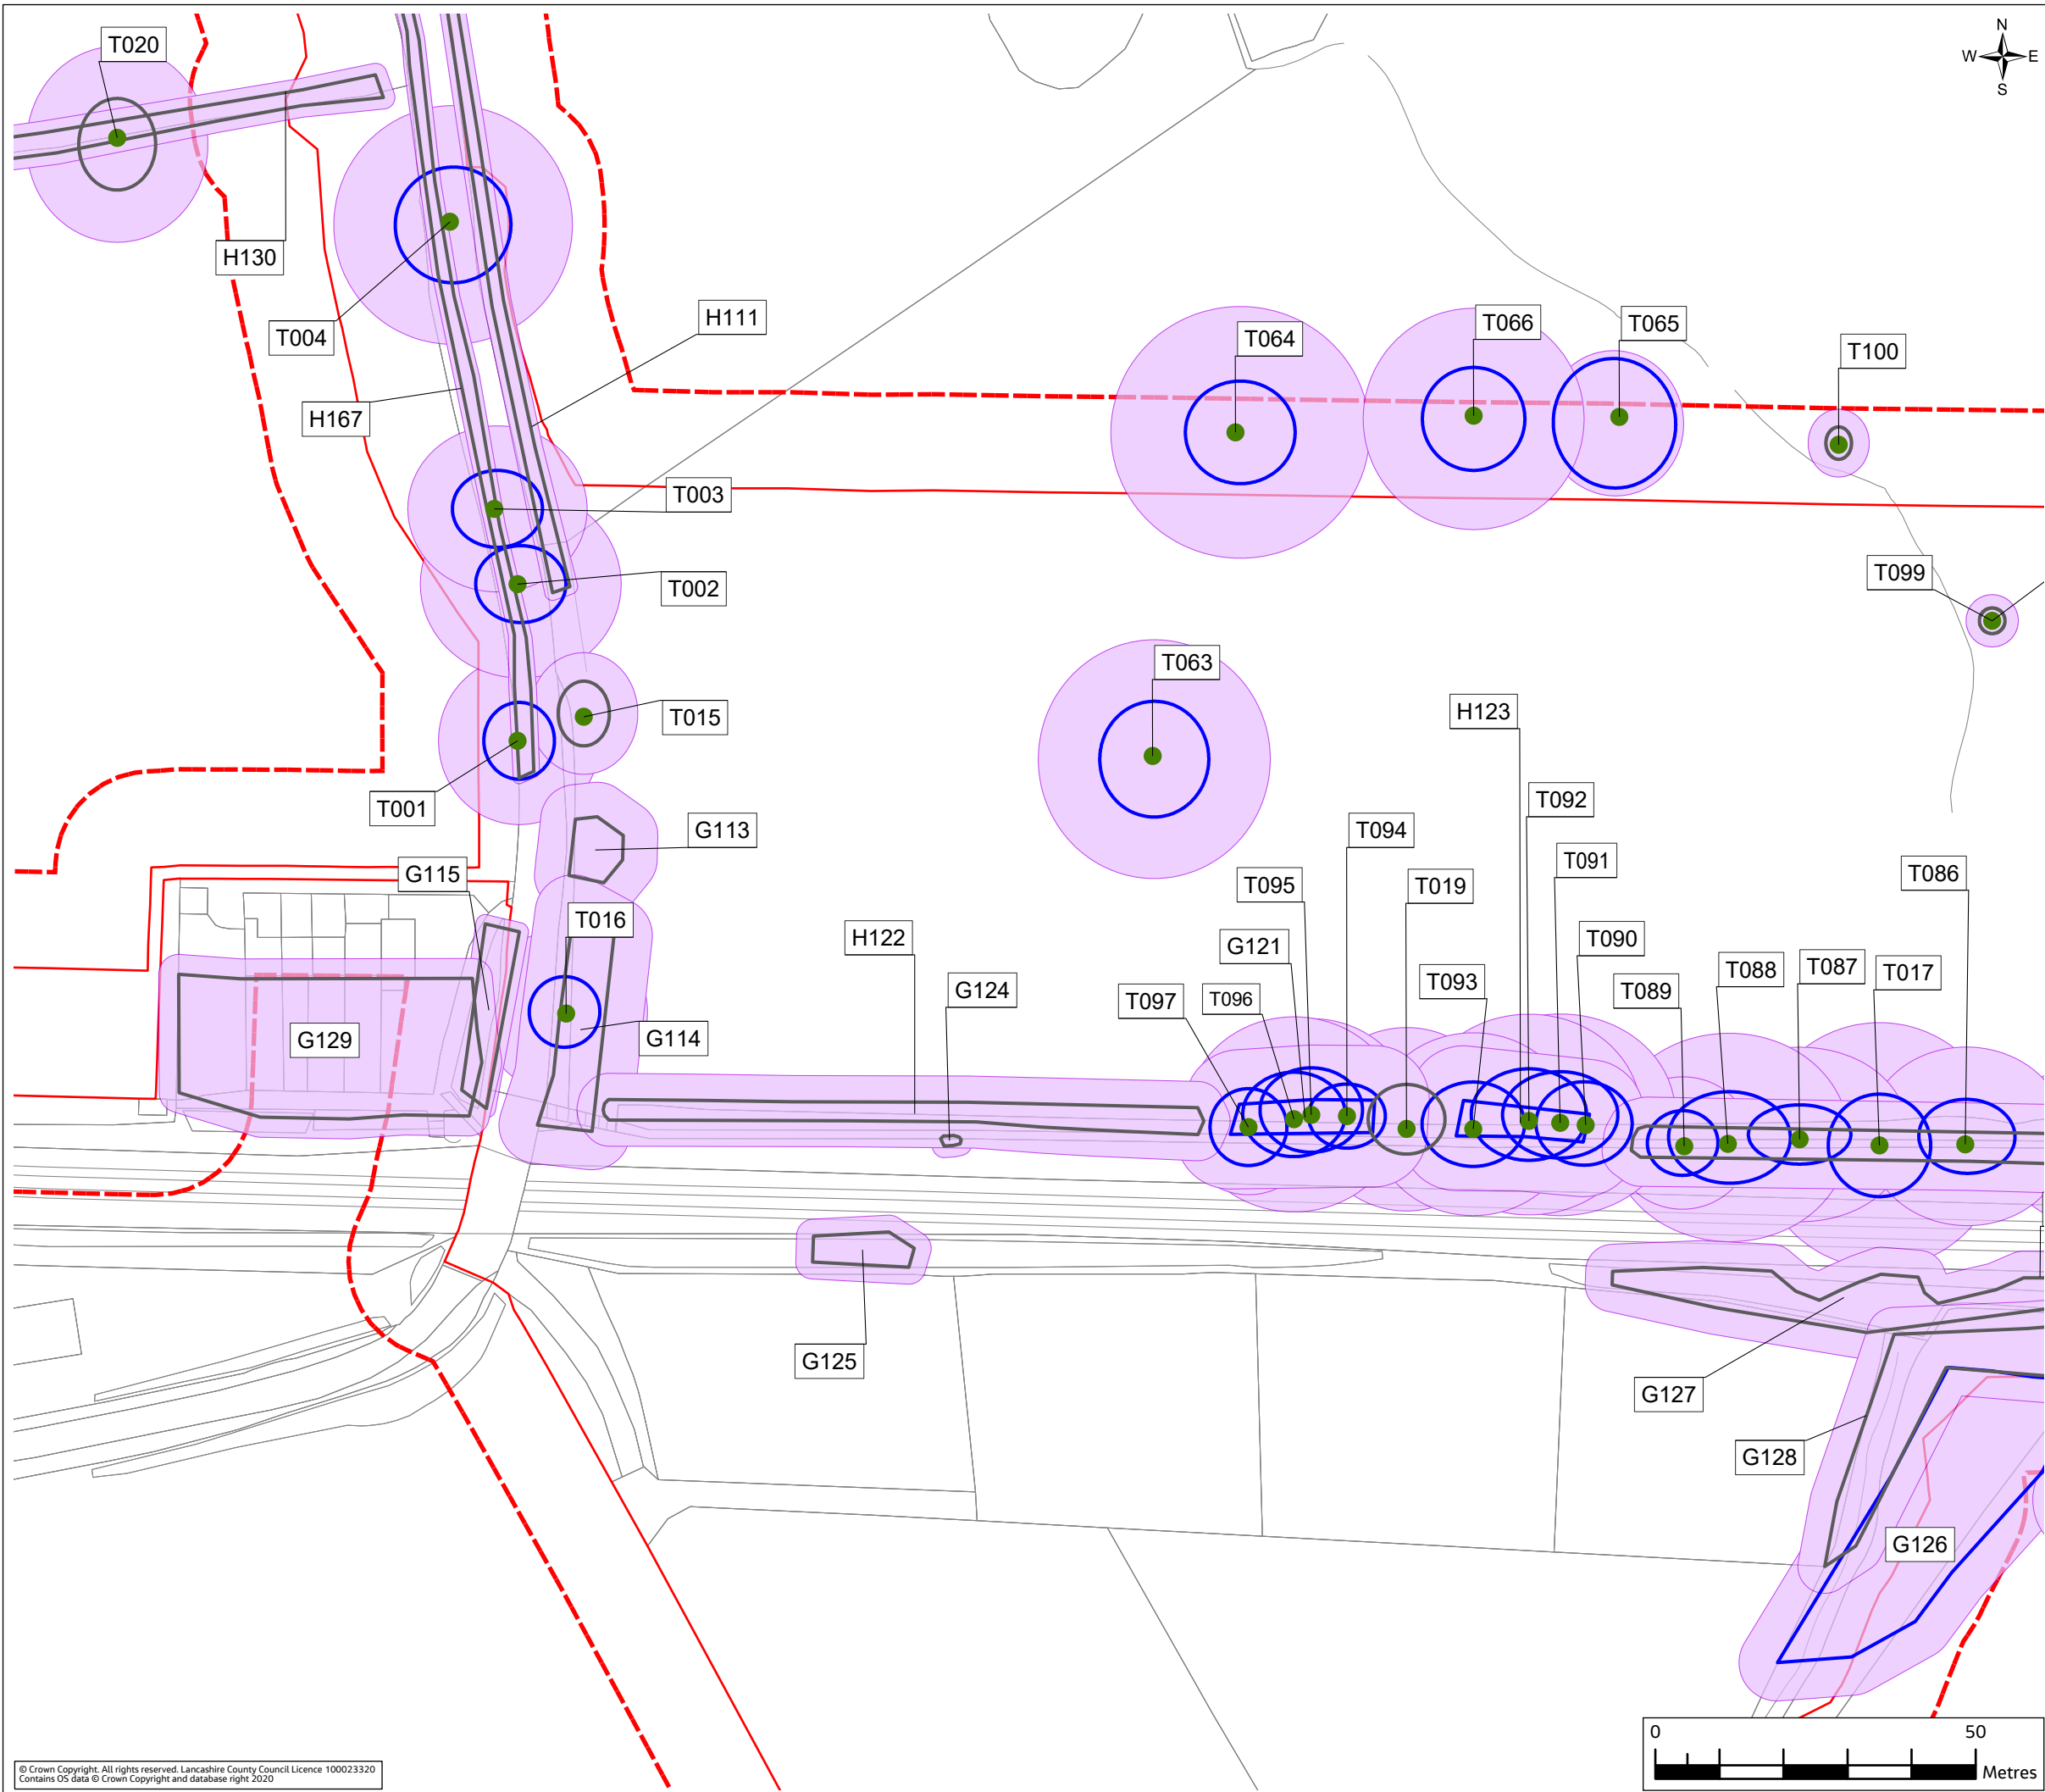 T020
N
W
E
S
H130
T004
H111
T064
T066
T065
T100
H167
T003
T099
T002
T063
T015
H123
T001
T092
G113
T094
T091
G115
T095
T019
T086
T016
H122
G121
T090
G124
T093
T088
T087
T017
T097
T096
T089
G129
G114
G125
G127
G128
G126
0
50
Metres
© Crown Copyright. All rights reserved. Lancashire County Council Licence 100023320
Contains OS data © Crown Copyright and database right 2020